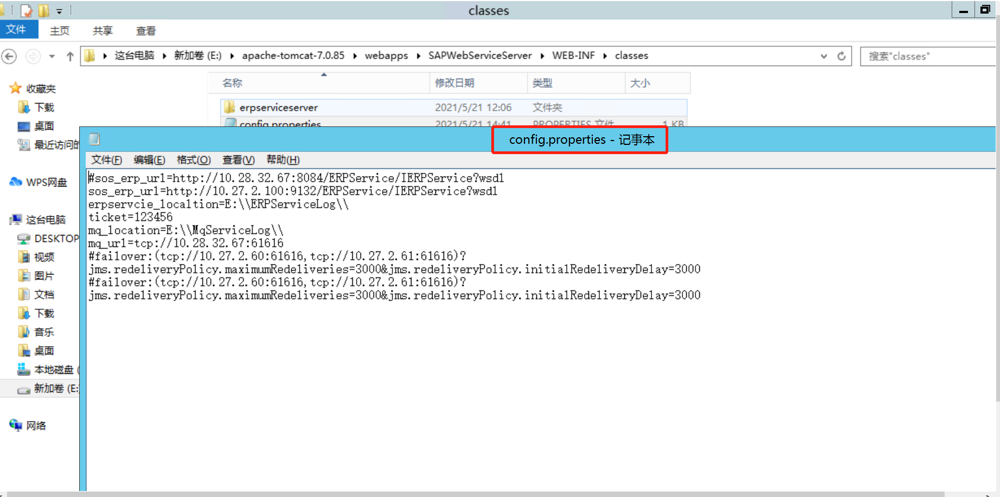 classes
文件 主页 共享 查看
这台电脑 新加卷 (E:) apache-tomcat-7.0.85 webapps SAPWebServiceServer WEB-INF classes 搜索"classes"
名称 修改日期 类型 大小
收藏夹
下载
桌面
最近访问的
WPS网盘
这台电脑
DESKTOP
视频
图片
文档
下载
音乐
桌面
本地磁盘 (
新加卷 (E:)
网络
erpserviceserver 2021/5/21 12:06 文件夹
config.properties 2021/5/21 14:41 PROPERTIES 文件 1 KB
config.properties - 记事本
文件(F) 编辑(E) 格式(O) 查看(V) 帮助(H)
#sos_erp_url=http://10.28.32.67:8084/ERPService/IERPService?wsdl
sos_erp_url=http://10.27.2.100:9132/ERPService/IERPService?wsdl
erpservcie_localtion=E:\\ERPServiceLog\\
ticket=123456
mq_location=E:\\MqServiceLog\\
mq_url=tcp://10.28.32.67:61616
#failover:(tcp://10.27.2.60:61616,tcp://10.27.2.61:61616)?
jms.redeliveryPolicy.maximumRedeliveries=3000&jms.redeliveryPolicy.initialRedeliveryDelay=3000
#failover:(tcp://10.27.2.60:61616,tcp://10.27.2.61:61616)?
jms.redeliveryPolicy.maximumRedeliveries=3000&jms.redeliveryPolicy.initialRedeliveryDelay=3000